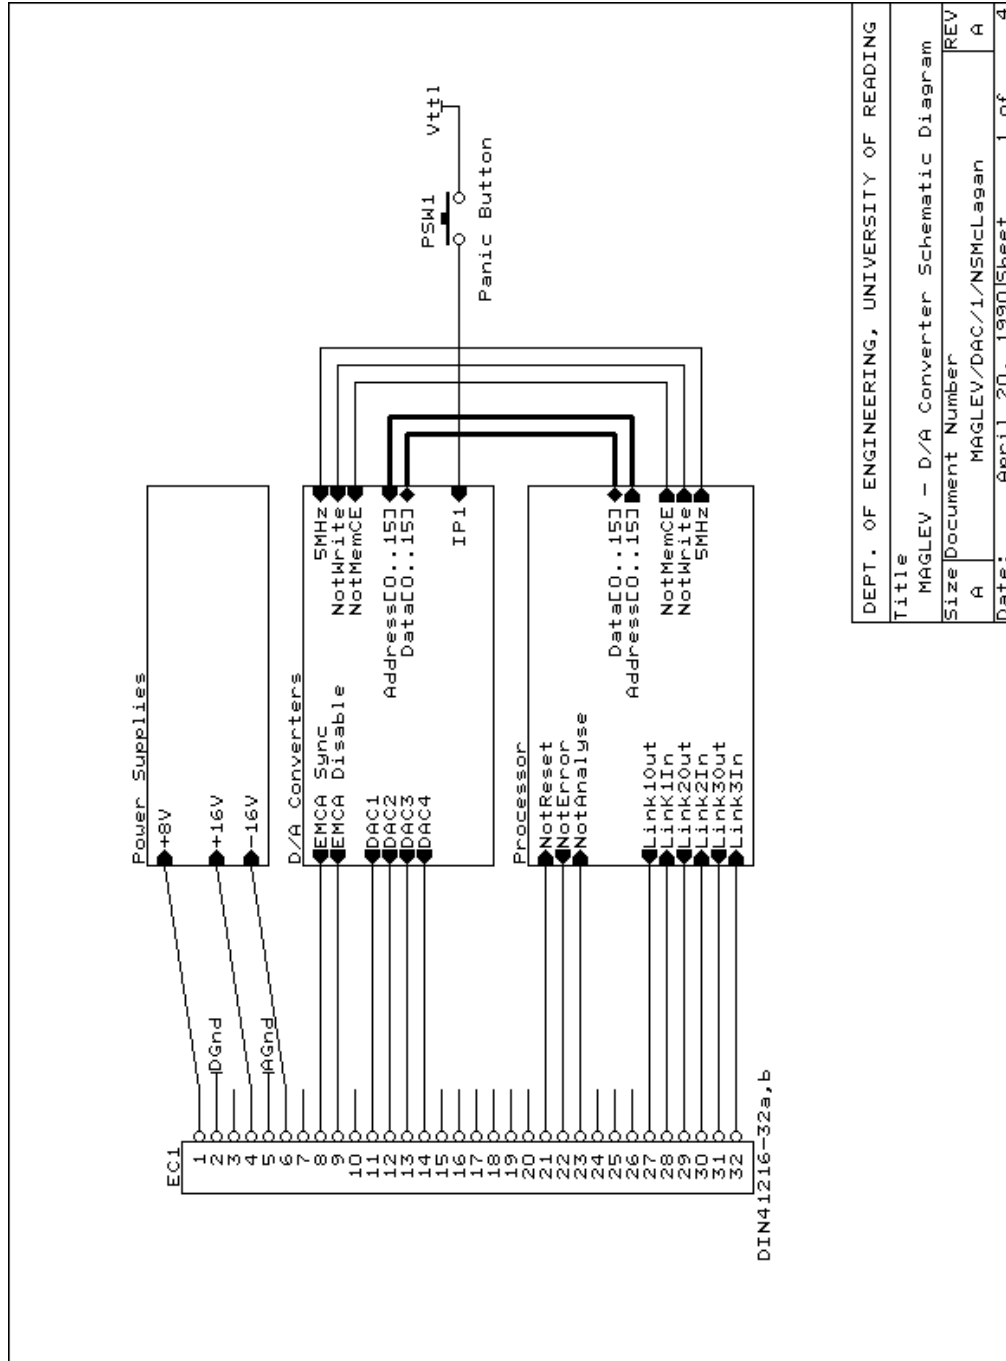 EC1
1
2
3
4
5
6
7
8
9
10
11
12
13
14
15
16
17
18
19
20
21
22
23
24
25
26
27
28
29
30
31
32
DIN41216-32a,b
DGnd
AGnd
Power Supplies
+8V
+16V
-16V
D/A Converters
EMCA Sync
EMCA Disable
DAC1
DAC2
DAC3
DAC4
5MHz
NotWrite
NotMemCE
Address[0..15]
Data[0..15]
IP1
Processor
NotReset
NotError
NotAnalyse
Link1Out
Link1In
Link2Out
Link2In
Link3Out
Link3In
Data[0..15]
Address[0..15]
NotMemCE
NotWrite
5MHz
PSW1
Vttl
Panic Button
DEPT. OF ENGINEERING, UNIVERSITY OF READING
Title
MAGLEV - D/A Converter Schematic Diagram
Size Document Number REV
A MAGLEV/DAC/1/NSMcLagan A
Date: April 20, 1990 Sheet 1 of 4